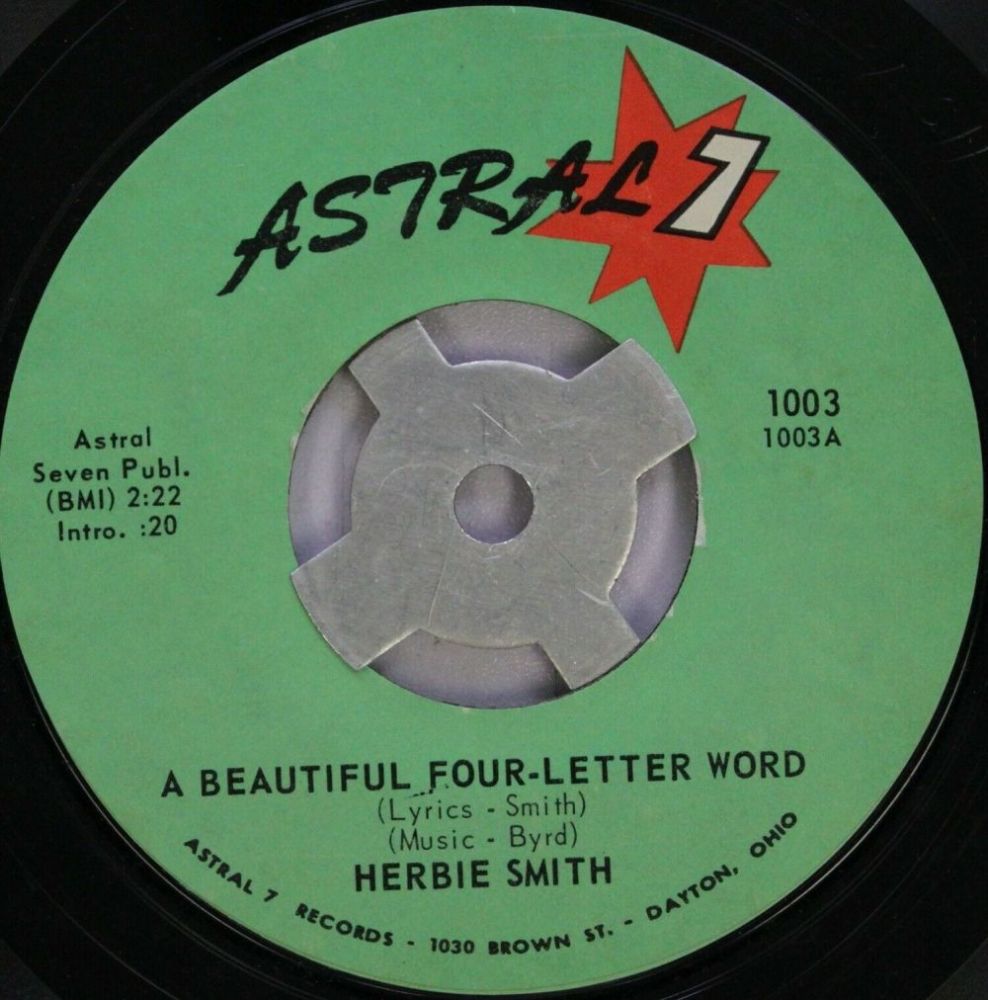 ASTRAL 7
1003
1003A
Astral
Seven Publ.
(BMI) 2:22
Intro. :20
A BEAUTIFUL FOUR-LETTER WORD
(Lyrics - Smith)
(Music - Byrd)
HERBIE SMITH
ASTRAL 7 RECORDS - 1030 BROWN ST. - DAYTON, OHIO